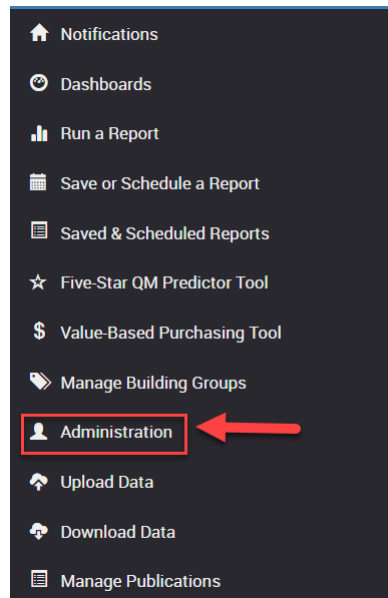 Notifications
Dashboards
Run a Report
Save or Schedule a Report
Saved & Scheduled Reports
Five-Star QM Predictor Tool
$ Value-Based Purchasing Tool
Manage Building Groups
Administration
Upload Data
Download Data
Manage Publications